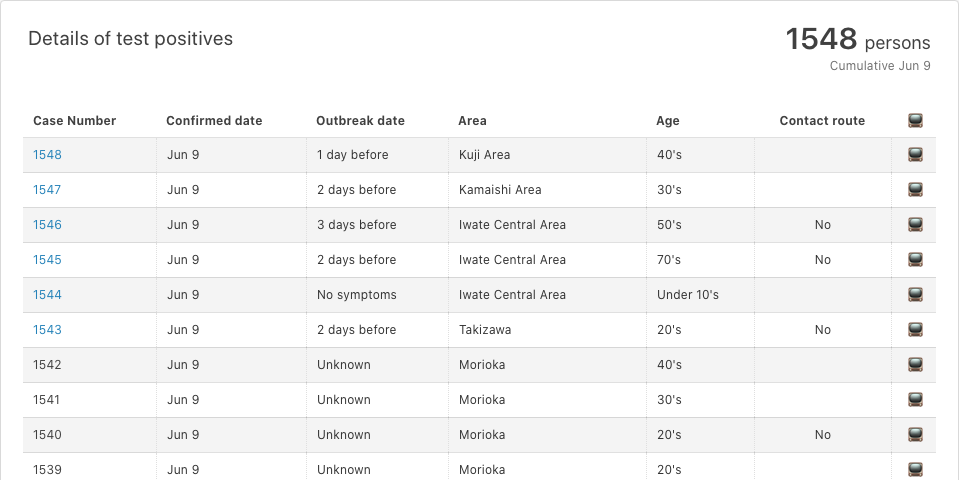 Details of test positives
1548 persons
Cumulative Jun 9
Case Number Confirmed date Outbreak date Area Age Contact route
1548 Jun 9 1 day before Kuji Area 40's
1547 Jun 9 2 days before Kamaishi Area 30's
1546 Jun 9 3 days before Iwate Central Area 50's No
1545 Jun 9 2 days before Iwate Central Area 70's No
1544 Jun 9 No symptoms Iwate Central Area Under 10's
1543 Jun 9 2 days before Takizawa 20's No
1542 Jun 9 Unknown Morioka 40's
1541 Jun 9 Unknown Morioka 30's
1540 Jun 9 Unknown Morioka 20's No
1539 Jun 9 Unknown Morioka 20's